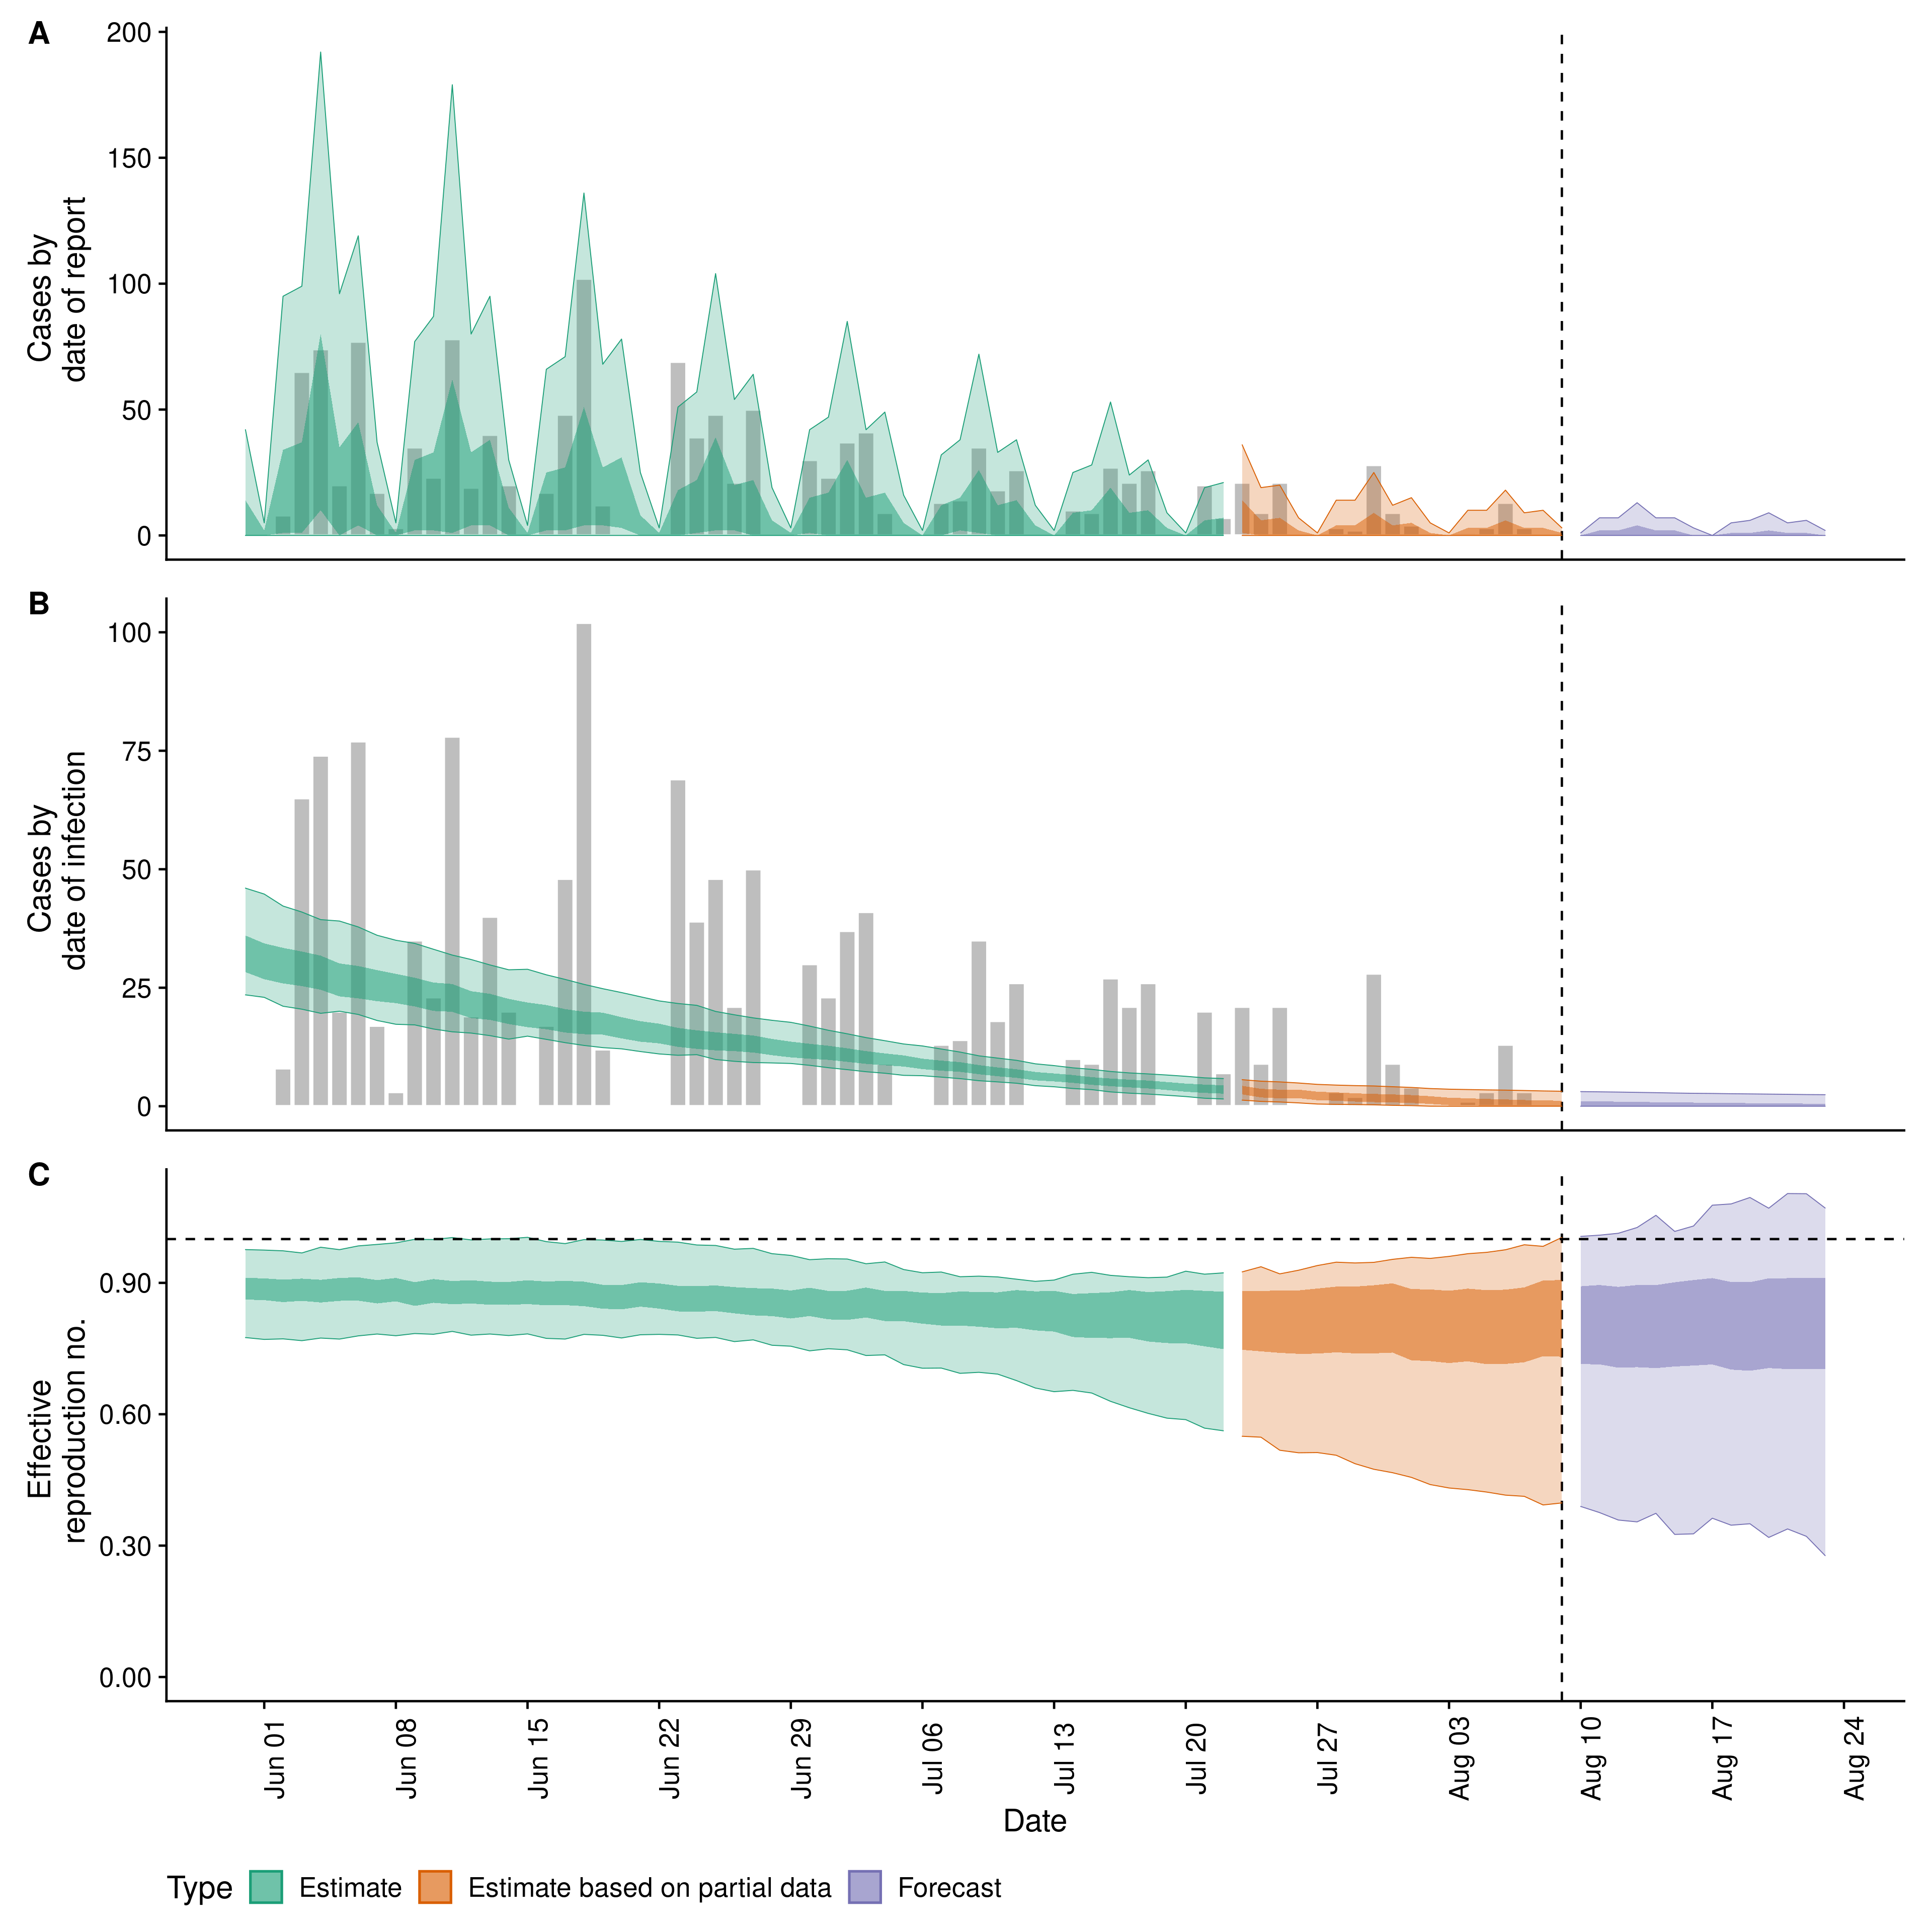 A
Cases by
date of report
200
150
100
50
0
B
Cases by
date of infection
100
75
50
25
0
C
Effective
reproduction no.
0.90
0.60
0.30
0.00
Jun 01
Jun 08
Jun 15
Jun 22
Jun 29
Jul 06
Jul 13
Jul 20
Jul 27
Aug 03
Aug 10
Aug 17
Aug 24
Date
Type Estimate Estimate based on partial data Forecast